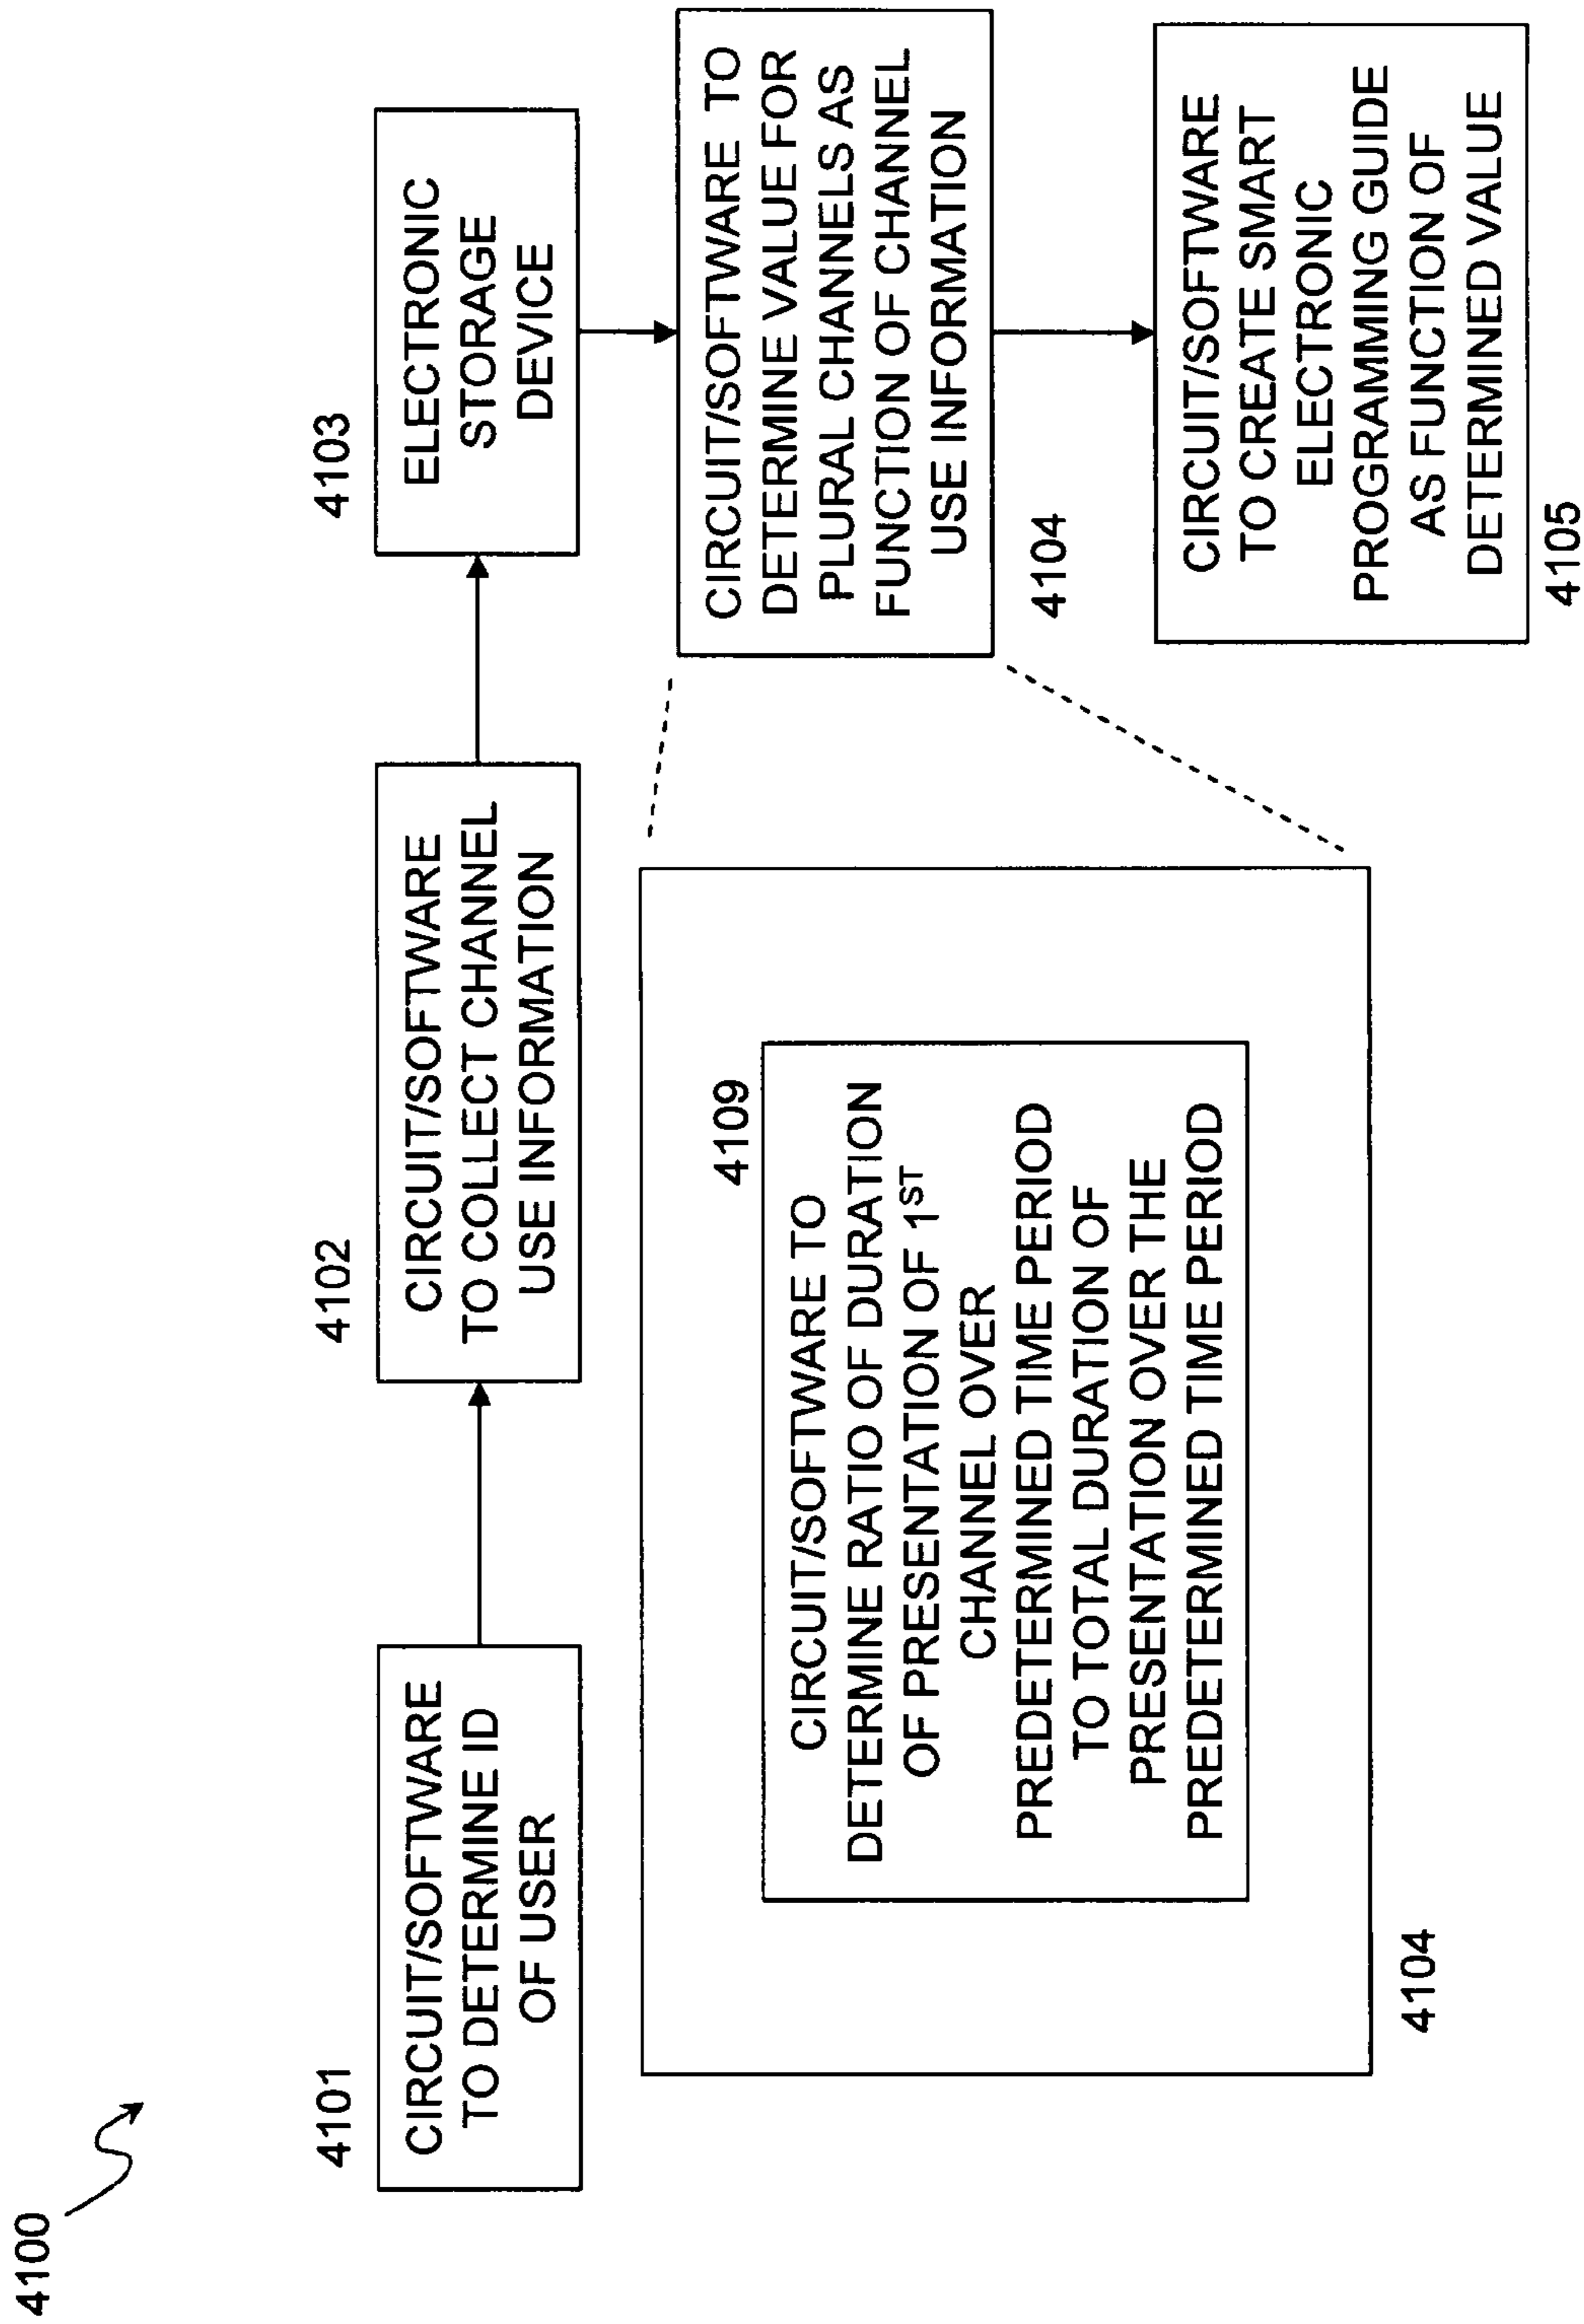 4100
4101
CIRCUIT/SOFTWARE
TO DETERMINE ID
OF USER
4102
CIRCUIT/SOFTWARE
TO COLLECT CHANNEL
USE INFORMATION
4103
ELECTRONIC
STORAGE
DEVICE
CIRCUIT/SOFTWARE TO
DETERMINE VALUE FOR
PLURAL CHANNELS AS
FUNCTION OF CHANNEL
USE INFORMATION
4104
4109
CIRCUIT/SOFTWARE TO
DETERMINE RATIO OF DURATION
OF PRESENTATION OF 1ST
CHANNEL OVER
PREDETERMINED TIME PERIOD
TO TOTAL DURATION OF
PRESENTATION OVER THE
PREDETERMINED TIME PERIOD
4104
CIRCUIT/SOFTWARE
TO CREATE SMART
ELECTRONIC
PROGRAMMING GUIDE
AS FUNCTION OF
DETERMINED VALUE
4105